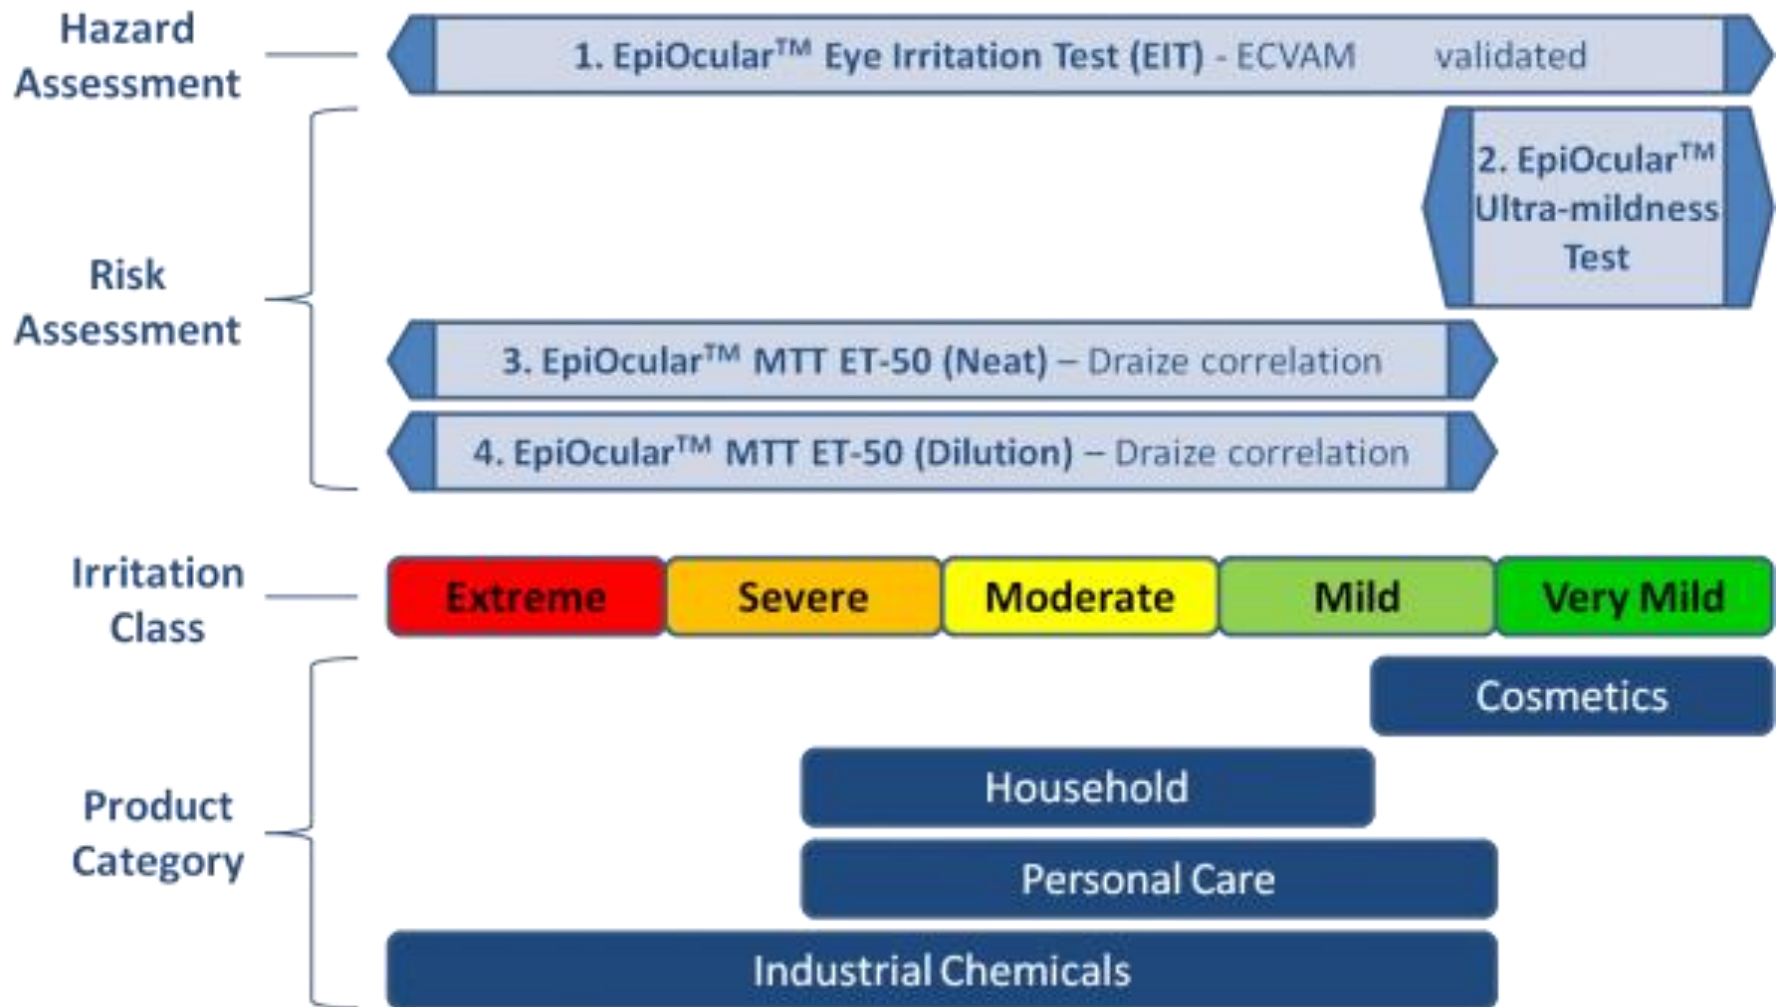 Hazard
Assessment
1. EpiOcular™ Eye Irritation Test (EIT) - ECVAM validated
2. EpiOcular™
Ultra-mildness
Test
Risk
Assessment
3. EpiOcular™ MTT ET-50 (Neat) – Draize correlation
4. EpiOcular™ MTT ET-50 (Dilution) – Draize correlation
Irritation
Class
Extreme
Severe
Moderate
Mild
Very Mild
Product
Category
Cosmetics
Household
Personal Care
Industrial Chemicals